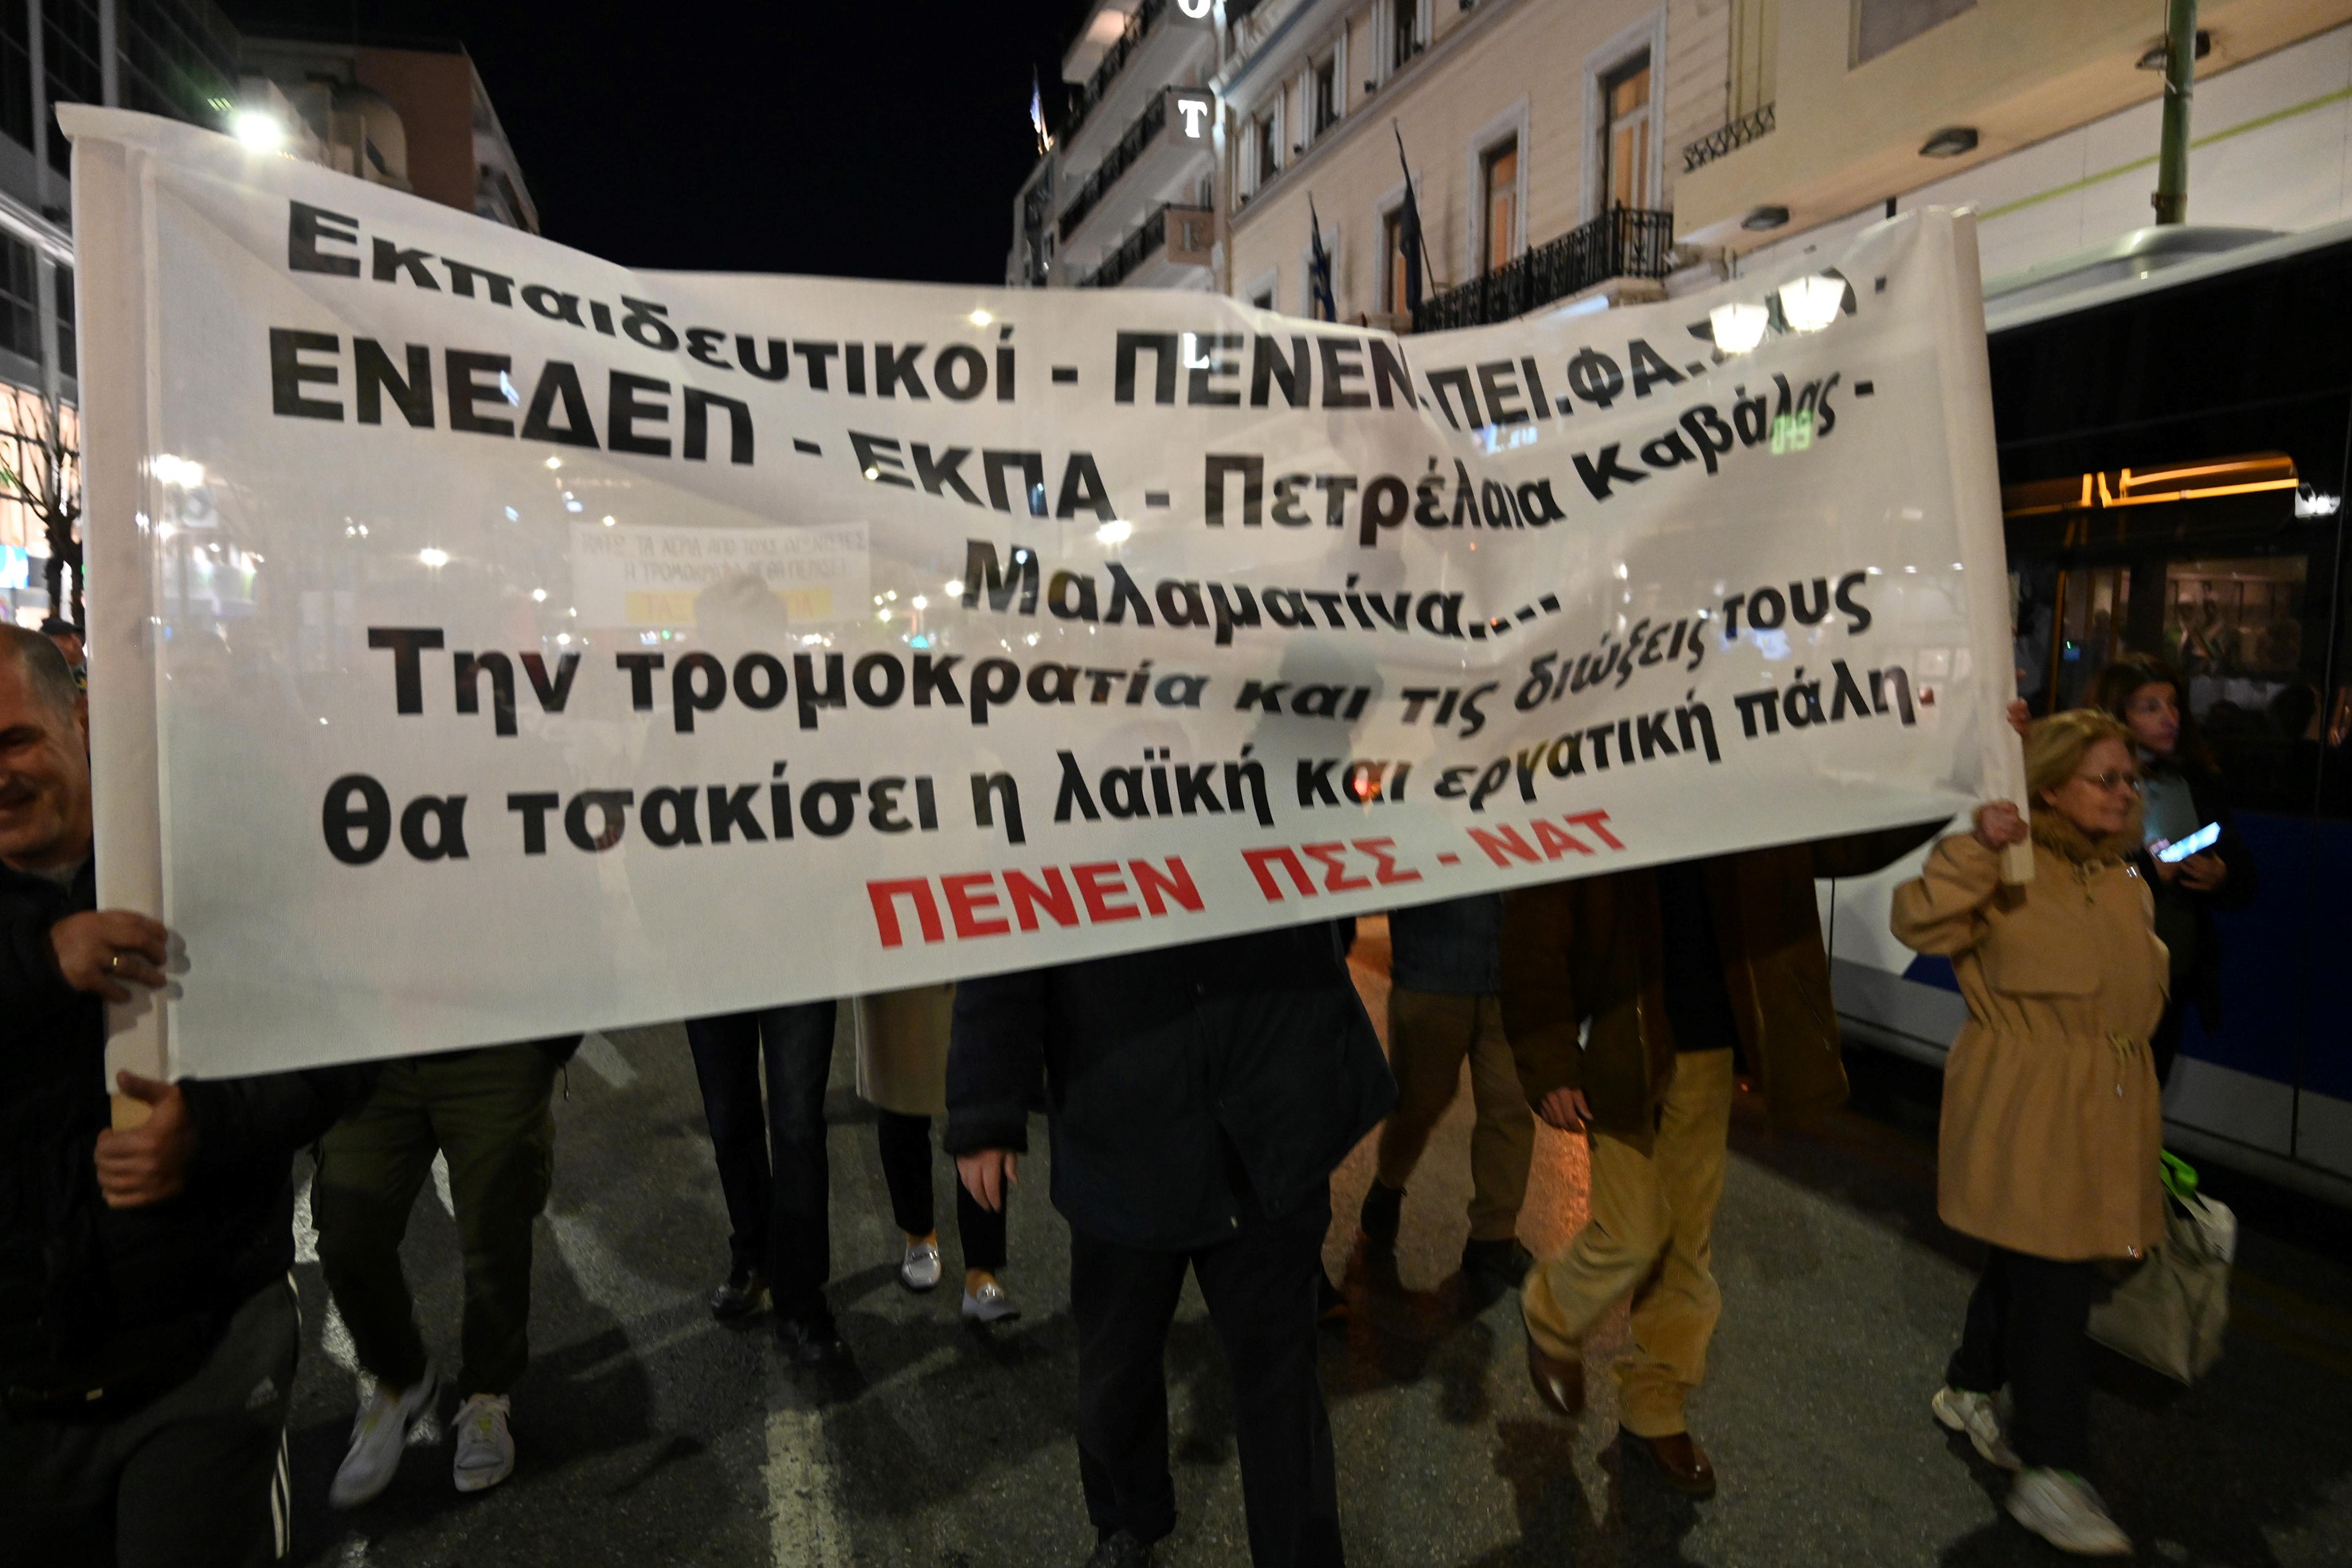 Εκπαιδευτικοί - ΠΕΝΕΝ ΠΕΙ.ΦΑ.
ΕΝΕΔΕΠ - ΕΚΠΑ - Πετρέλαια Καβάλας -
Μαλαματίνα....--
Την τρομοκρατία και τις διώξεις τους
θα τσακίσει η λαϊκή και εργατική πάλη.
ΠΕΝΕΝ ΠΣΣ - ΝΑΤ
049